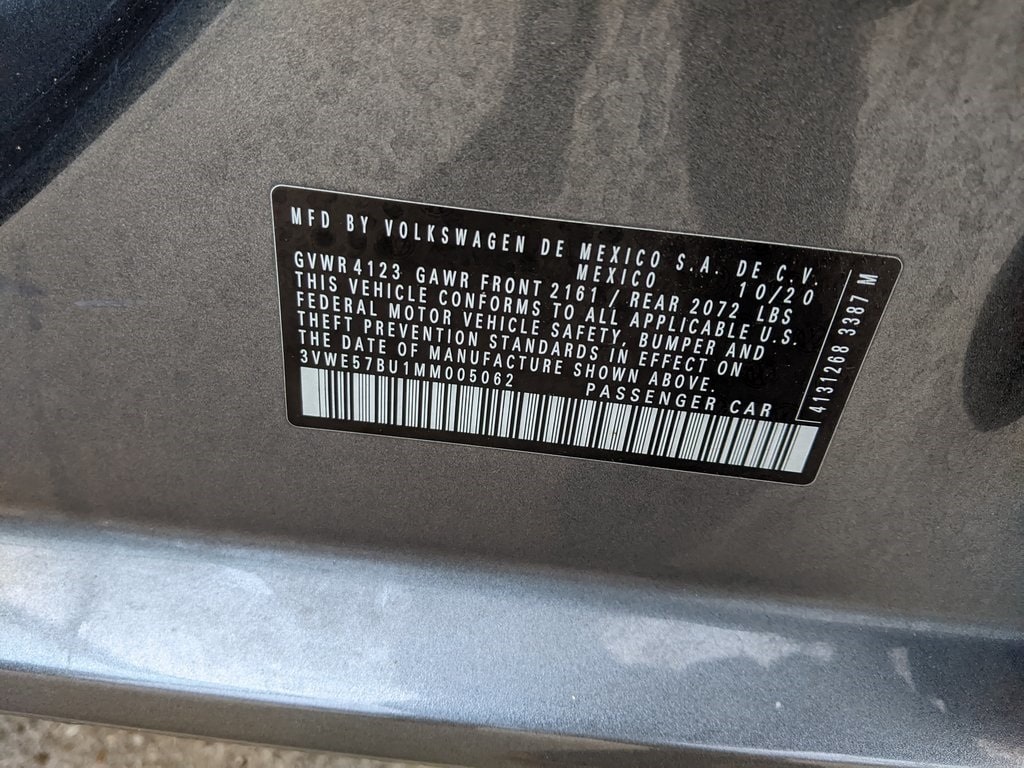 MFD BY VOLKSWAGEN DE MEXICO S.A. DE C.V.
MEXICO 10/20
GVWR 4123 GAWR FRONT 2161 / REAR 2072 LBS
THIS VEHICLE CONFORMS TO ALL APPLICABLE U.S.
FEDERAL MOTOR VEHICLE SAFETY, BUMPER AND
THEFT PREVENTION STANDARDS IN EFFECT ON
THE DATE OF MANUFACTURE SHOWN ABOVE.
3VWE57BU1MM005062 PASSENGER CAR
4131268 3387 M